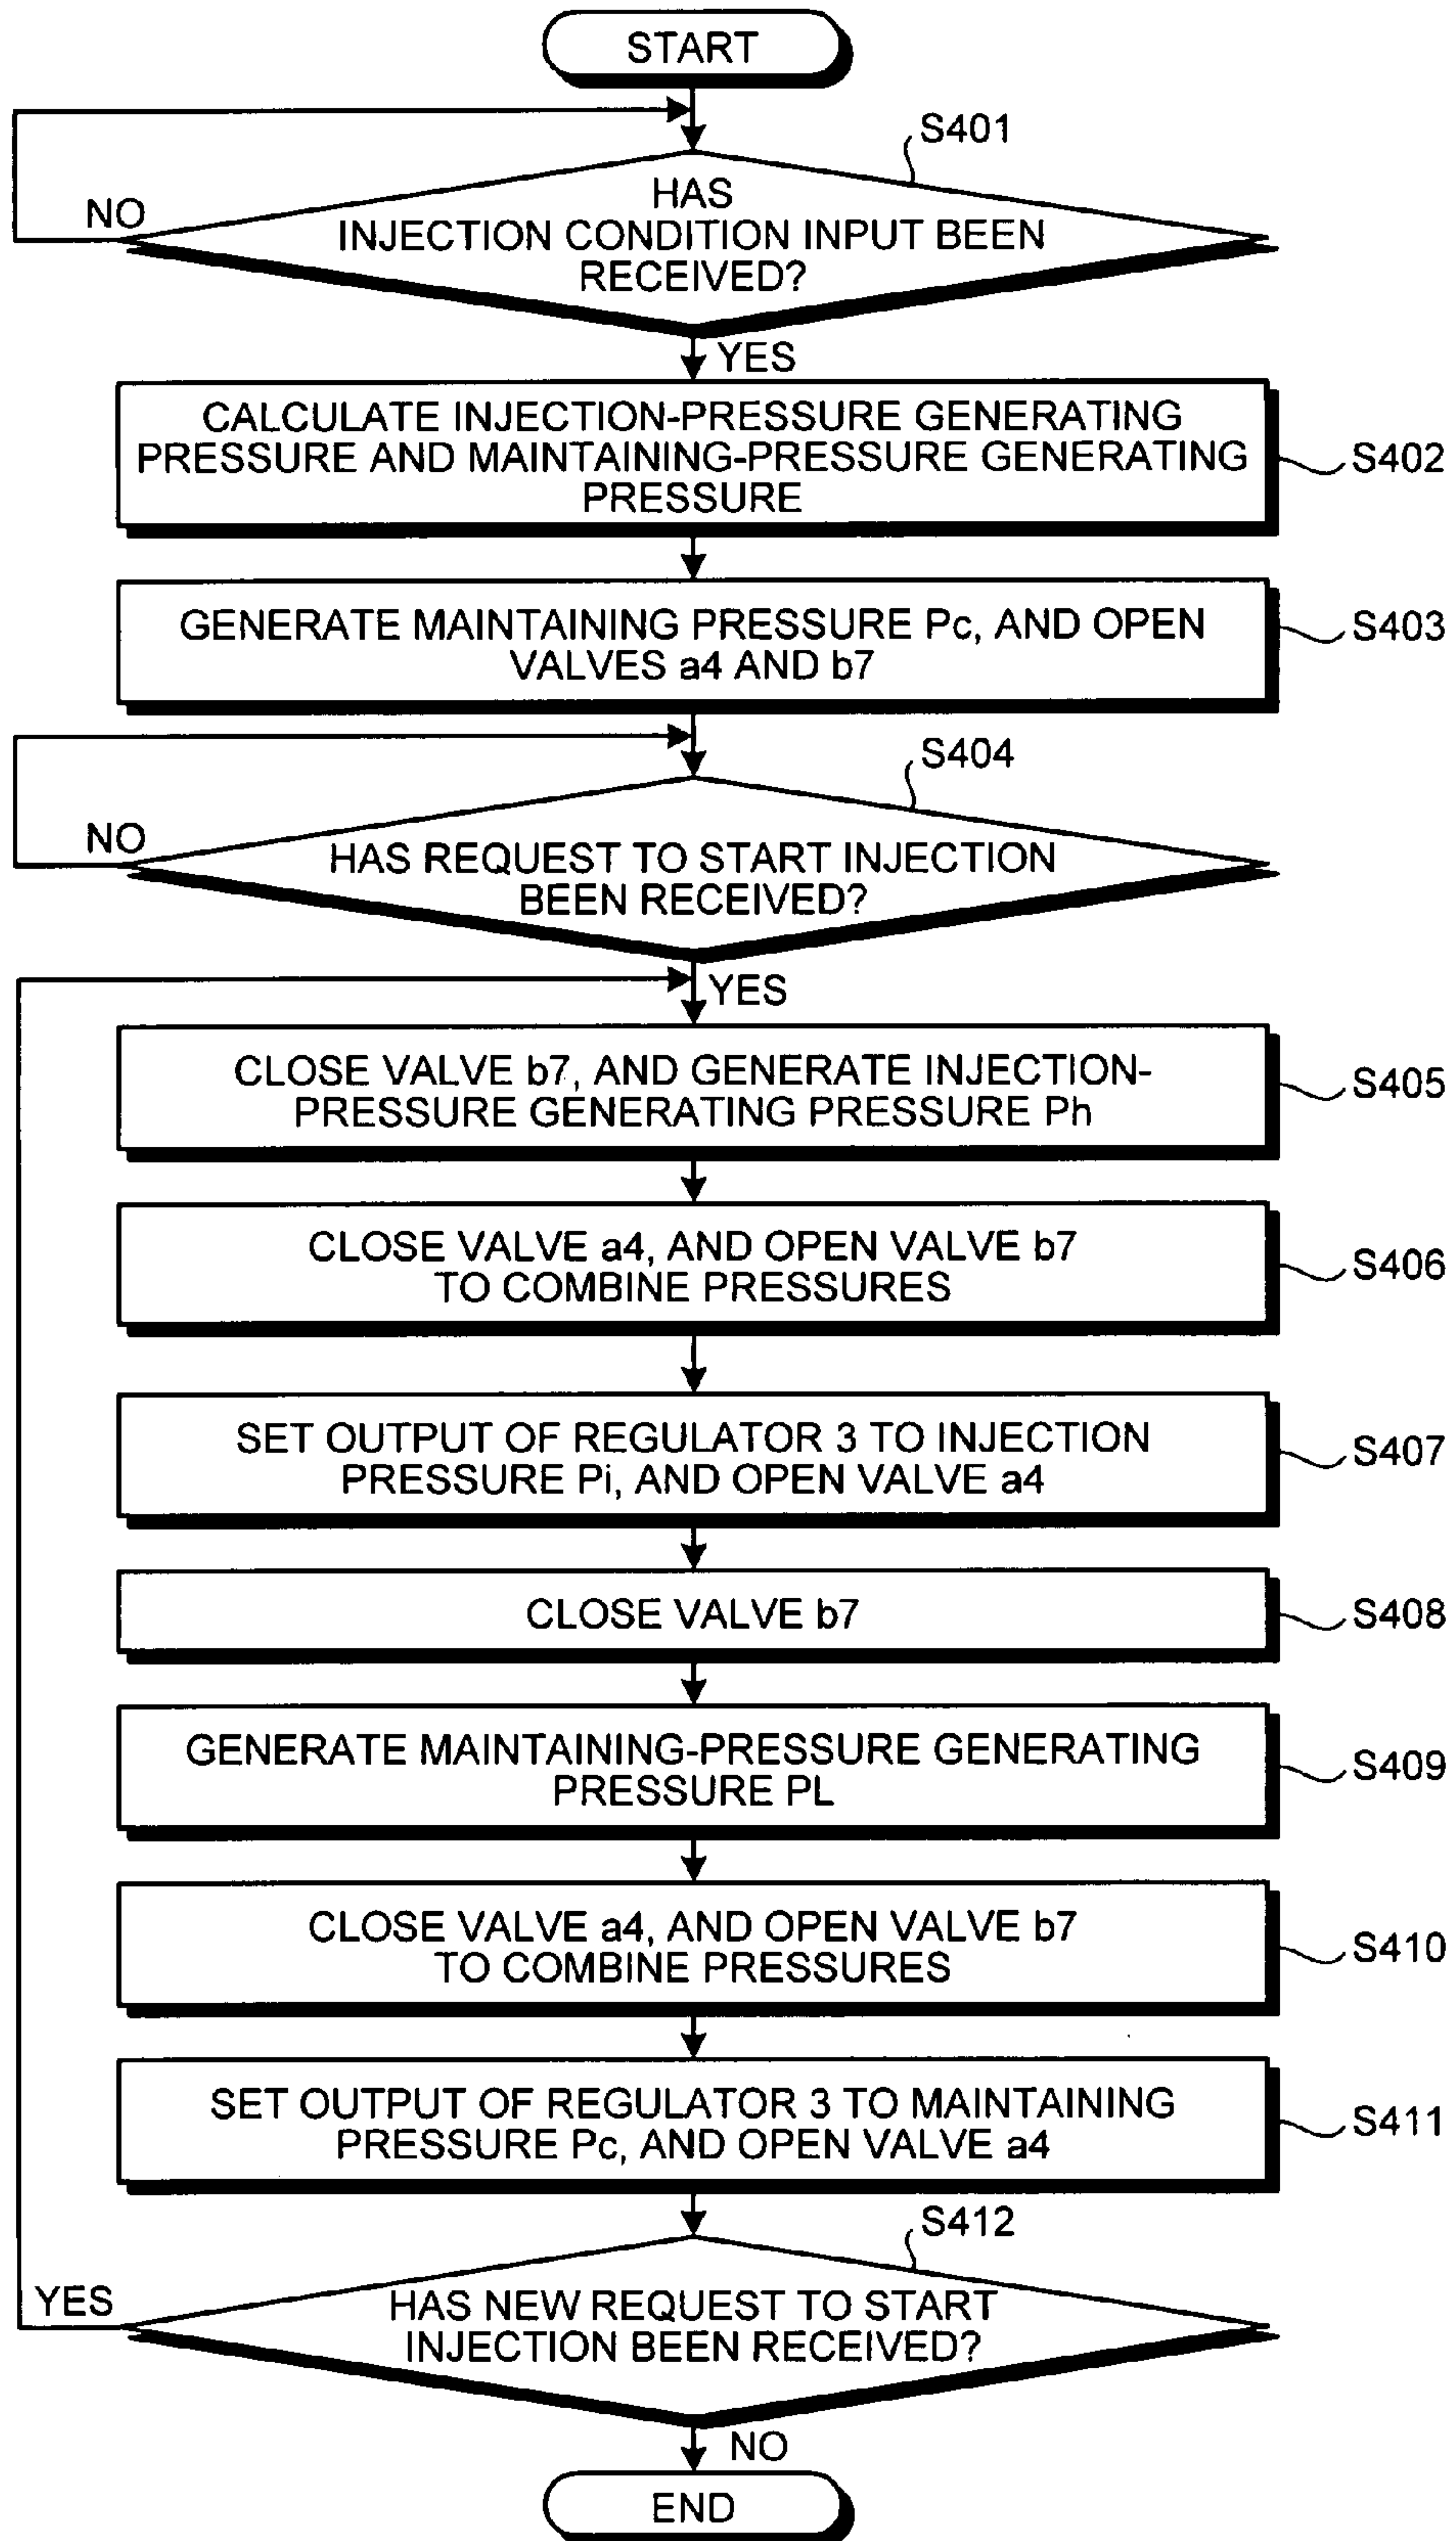 START
S401
HAS
INJECTION CONDITION INPUT BEEN
RECEIVED?
NO
YES
CALCULATE INJECTION-PRESSURE GENERATING
PRESSURE AND MAINTAINING-PRESSURE GENERATING
PRESSURE
S402
GENERATE MAINTAINING PRESSURE Pc, AND OPEN
VALVES a4 AND b7
S403
S404
NO
HAS REQUEST TO START INJECTION
BEEN RECEIVED?
YES
CLOSE VALVE b7, AND GENERATE INJECTION-
PRESSURE GENERATING PRESSURE Ph
S405
CLOSE VALVE a4, AND OPEN VALVE b7
TO COMBINE PRESSURES
S406
SET OUTPUT OF REGULATOR 3 TO INJECTION
PRESSURE Pi, AND OPEN VALVE a4
S407
CLOSE VALVE b7
S408
GENERATE MAINTAINING-PRESSURE GENERATING
PRESSURE PL
S409
CLOSE VALVE a4, AND OPEN VALVE b7
TO COMBINE PRESSURES
S410
SET OUTPUT OF REGULATOR 3 TO MAINTAINING
PRESSURE Pc, AND OPEN VALVE a4
S411
S412
YES
HAS NEW REQUEST TO START
INJECTION BEEN RECEIVED?
NO
END